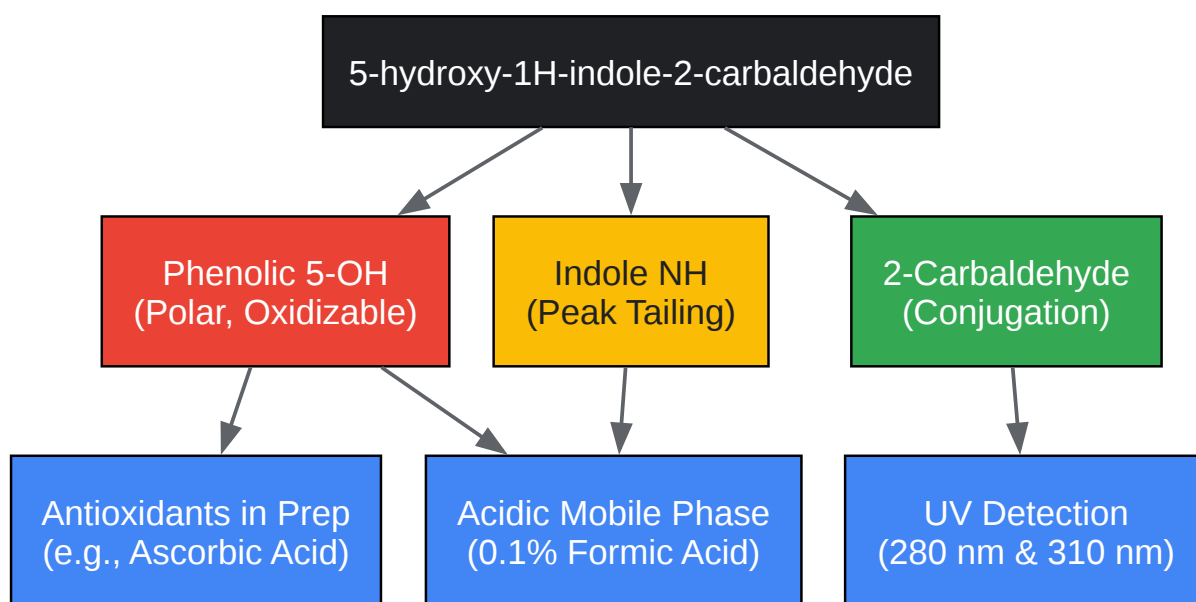 5-hydroxy-1H-indole-2-carbaldehyde
Phenolic 5-OH
(Polar, Oxidizable)
Indole NH
(Peak Tailing)
2-Carbaldehyde
(Conjugation)
Antioxidants in Prep
(e.g., Ascorbic Acid)
Acidic Mobile Phase
(0.1% Formic Acid)
UV Detection
(280 nm & 310 nm)